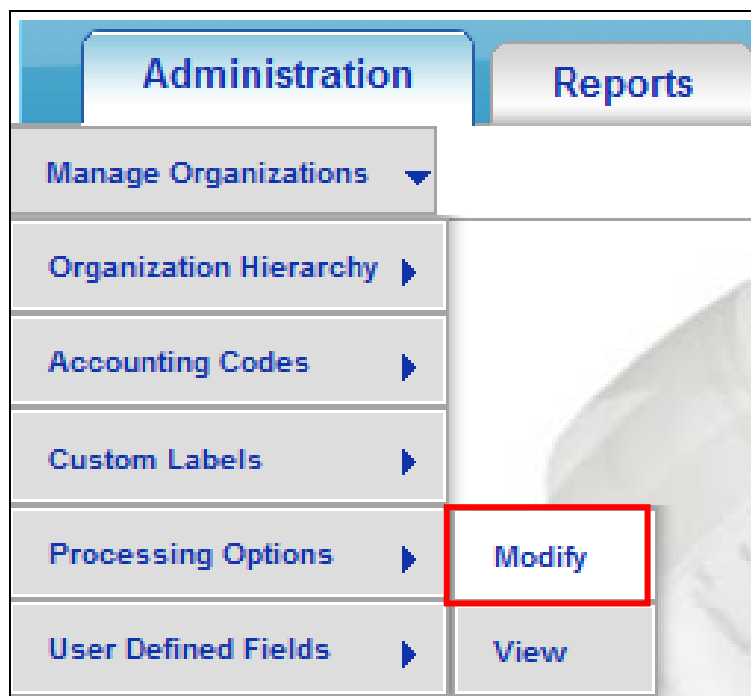 Administration Reports
Manage Organizations
Organization Hierarchy
Accounting Codes
Custom Labels
Processing Options Modify
User Defined Fields View